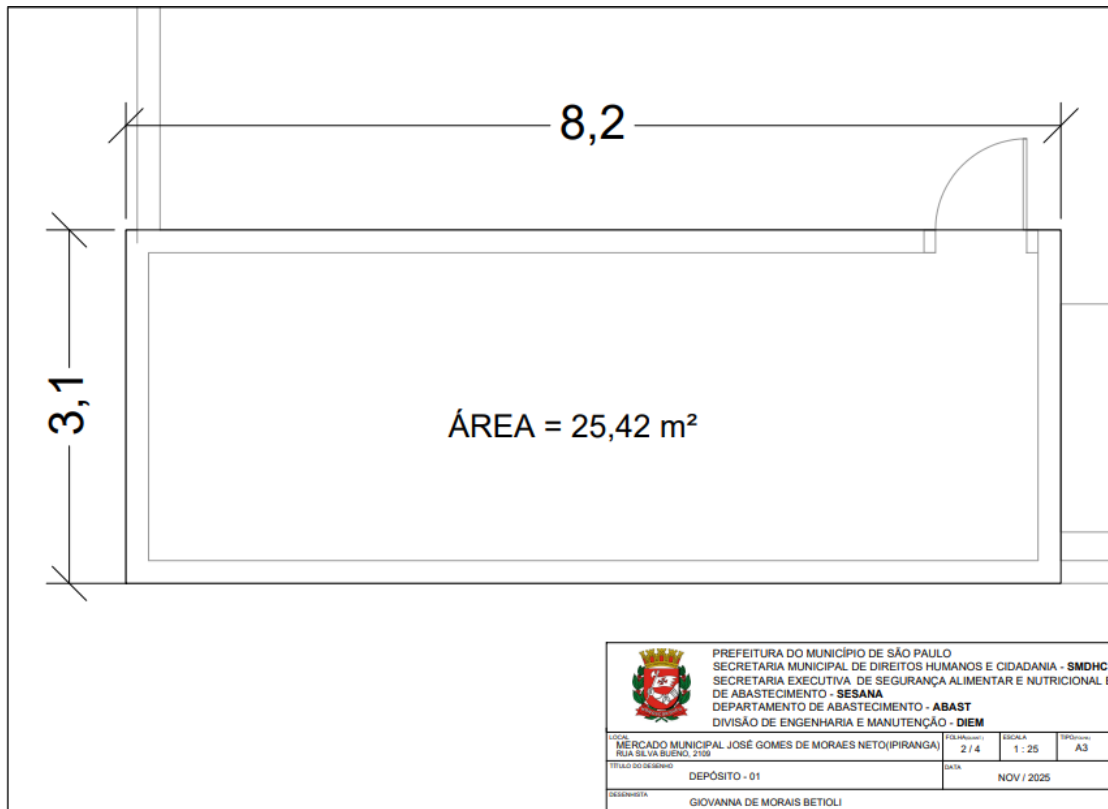 8,2
3,1
ÁREA = 25,42 m²
PREFEITURA DO MUNICÍPIO DE SÃO PAULO
SECRETARIA MUNICIPAL DE DIREITOS HUMANOS E CIDADANIA - SMDHC
SECRETARIA EXECUTIVA DE SEGURANÇA ALIMENTAR E NUTRICIONAL E
DE ABASTECIMENTO - SESANA
DEPARTAMENTO DE ABASTECIMENTO - ABAST
DIVISÃO DE ENGENHARIA E MANUTENÇÃO - DIEM
LOCAL
MERCADO MUNICIPAL JOSÉ GOMES DE MORAES NETO(IPIRANGA)
RUA SILVA BUENO, 2109
FOLHA
2 / 4
ESCALA
1 : 25
TIPO
A3
TÍTULO DO DESENHO
DEPÓSITO - 01
DATA
NOV / 2025
DESENHISTA
GIOVANNA DE MORAIS BETIOLI